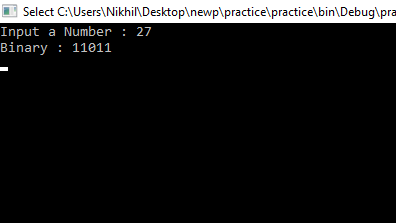 Select C:\Users\Nikhil\Desktop\newp\practice\practice\bin\Debug\pra
Input a Number : 27
Binary : 11011